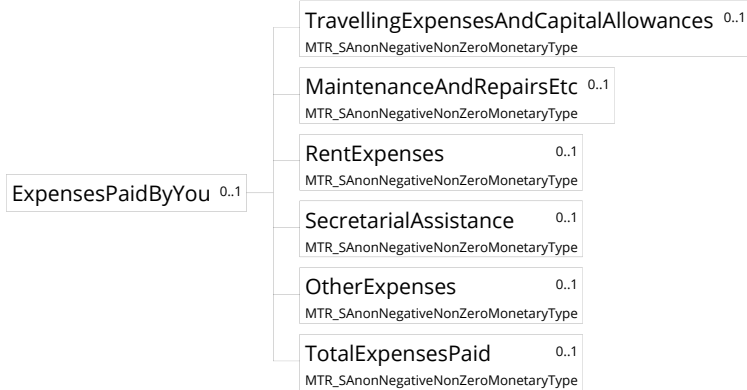 TravellingExpensesAndCapitalAllowances 0..1
MTR_SAnonNegativeNonZeroMonetaryType
MaintenanceAndRepairsEtc 0..1
MTR_SAnonNegativeNonZeroMonetaryType
RentExpenses 0..1
MTR_SAnonNegativeNonZeroMonetaryType
ExpensesPaidByYou 0..1
SecretarialAssistance 0..1
MTR_SAnonNegativeNonZeroMonetaryType
OtherExpenses 0..1
MTR_SAnonNegativeNonZeroMonetaryType
TotalExpensesPaid 0..1
MTR_SAnonNegativeNonZeroMonetaryType